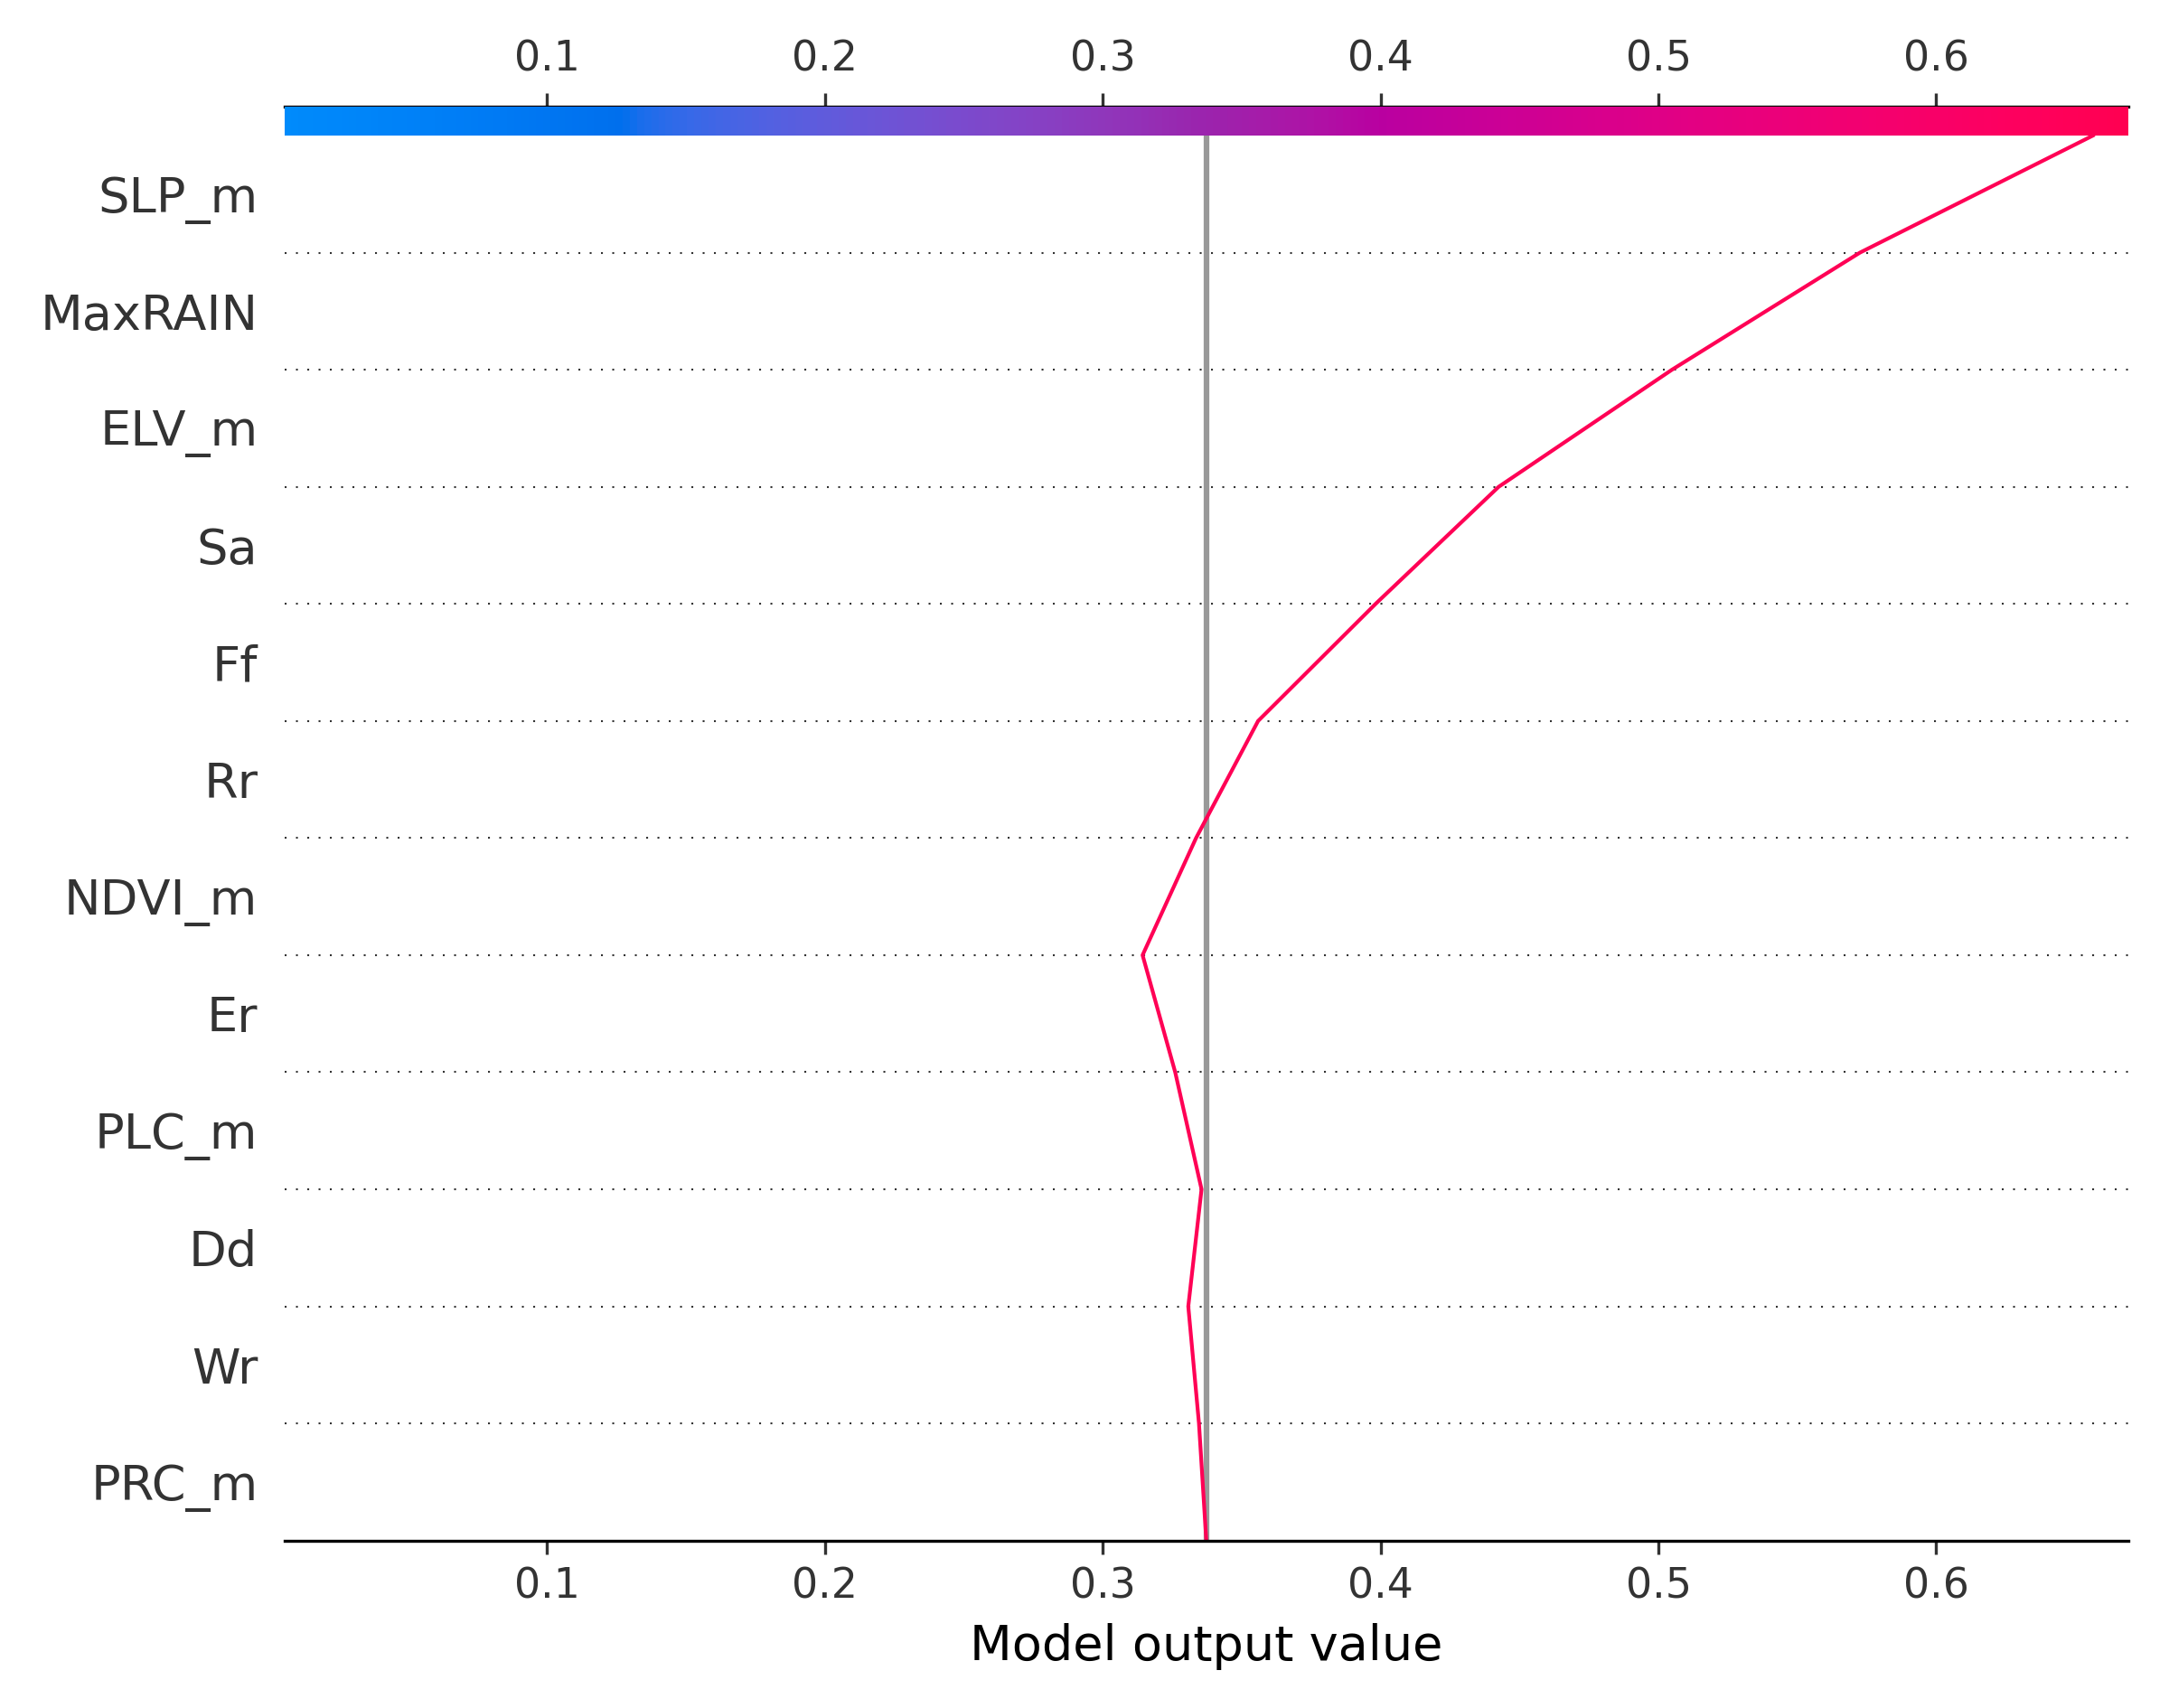 0.1 0.2 0.3 0.4 0.5 0.6
SLP_m
MaxRAIN
ELV_m
Sa
Ff
Rr
NDVI_m
Er
PLC_m
Dd
Wr
PRC_m
0.1 0.2 0.3 0.4 0.5 0.6
Model output value